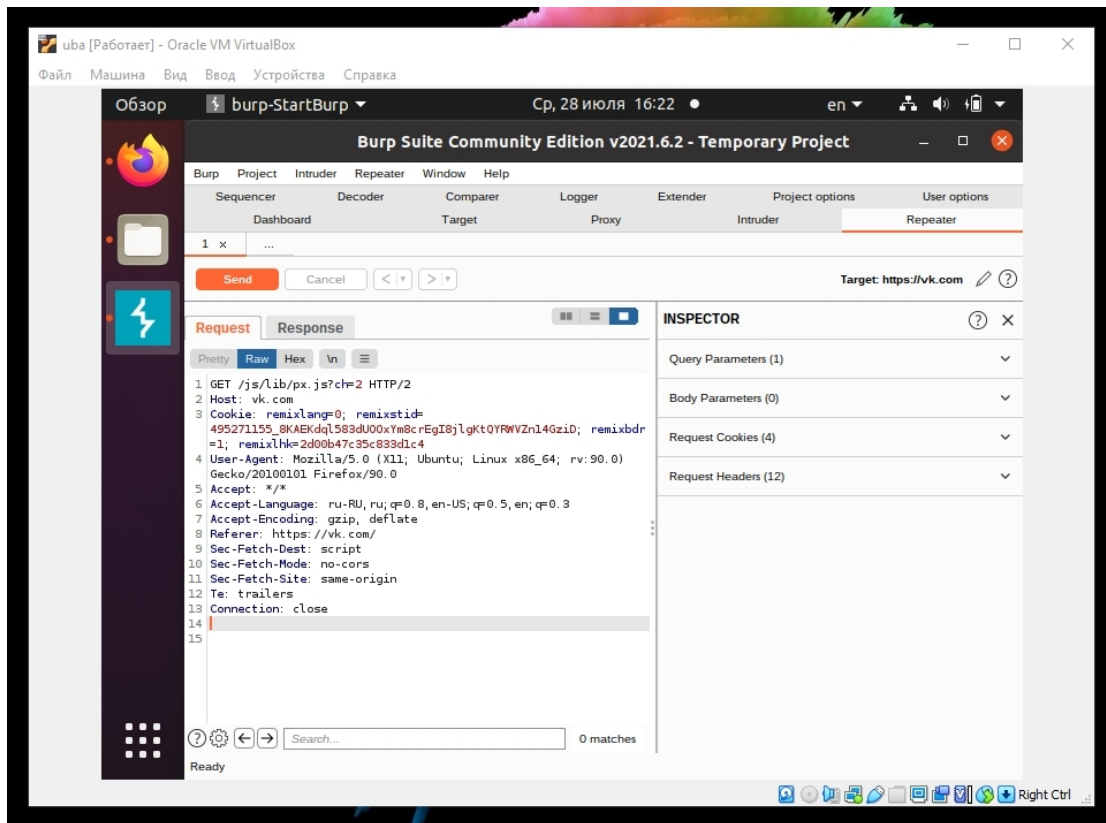 uba [Работает] - Oracle VM VirtualBox
Файл Машина Вид Ввод Устройства Справка
Обзор burp-StartBurp Ср, 28 июля 16:22 en
Burp Suite Community Edition v2021.6.2 - Temporary Project
Burp Project Intruder Repeater Window Help
Sequencer Decoder Comparer Logger Extender Project options User options
Dashboard Target Proxy Intruder Repeater
1 × ...
Send Cancel < > Target: https://vk.com ?
Request Response INSPECTOR ? ×
Pretty Raw Hex \n
Query Parameters (1)
Body Parameters (0)
Request Cookies (4)
Request Headers (12)
1 GET /js/lib/px.js?ch=2 HTTP/2
2 Host: vk.com
3 Cookie: remixlang=0; remixstid=
495271155_8KAEKdql583dUOOxYm8crEgI8jlgKtQYRWVZn14GziD; remixbdr
=1; remixlhk=2d00b47c35c833d1c4
4 User-Agent: Mozilla/5.0 (X11; Ubuntu; Linux x86_64; rv:90.0)
Gecko/20100101 Firefox/90.0
5 Accept: */*
6 Accept-Language: ru-RU,ru;q=0.8,en-US;q=0.5,en;q=0.3
7 Accept-Encoding: gzip, deflate
8 Referer: https://vk.com/
9 Sec-Fetch-Dest: script
10 Sec-Fetch-Mode: no-cors
11 Sec-Fetch-Site: same-origin
12 Te: trailers
13 Connection: close
14
15
? Search... 0 matches
Ready
Right Ctrl